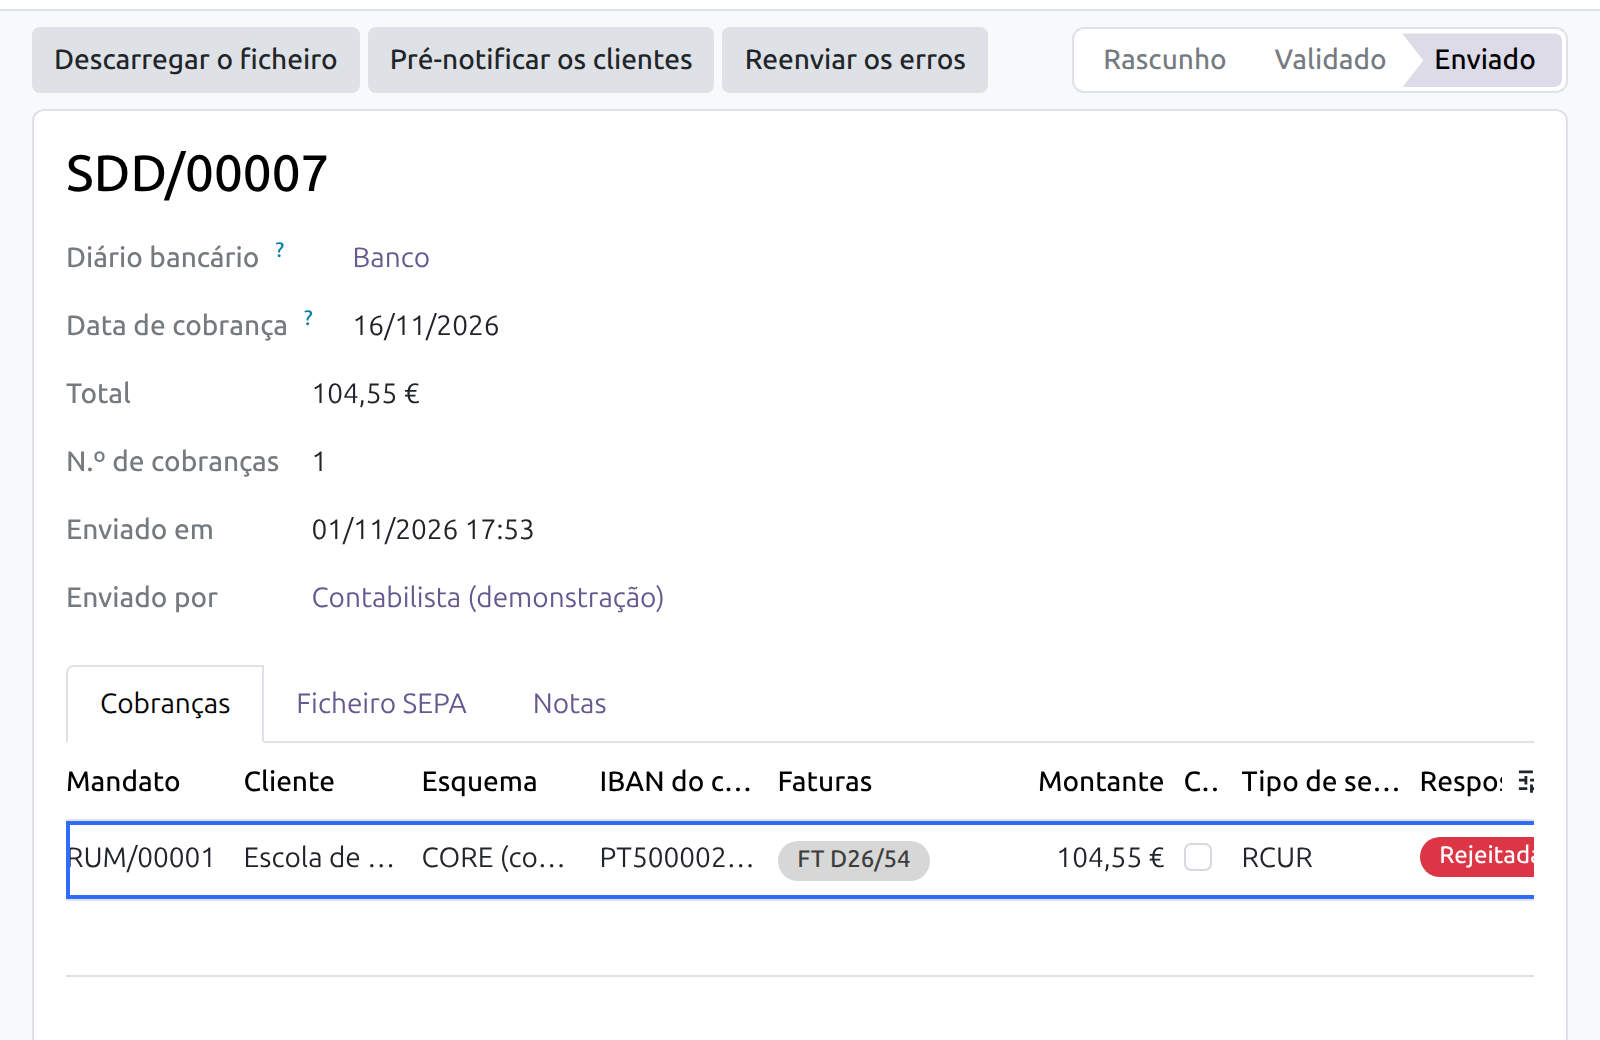 Descarregar o ficheiro Pré-notificar os clientes Reenviar os erros Rascunho Validado Enviado
SDD/00007
Diário bancário ? Banco
Data de cobrança ? 16/11/2026
Total 104,55 €
N.º de cobranças 1
Enviado em 01/11/2026 17:53
Enviado por Contabilista (demonstração)
Cobranças Ficheiro SEPA Notas
Mandato Cliente Esquema IBAN do c... Faturas Montante C... Tipo de se... Respos
RUM/00001 Escola de ... CORE (co... PT500002... FT D26/54 104,55 € RCUR Rejeitada